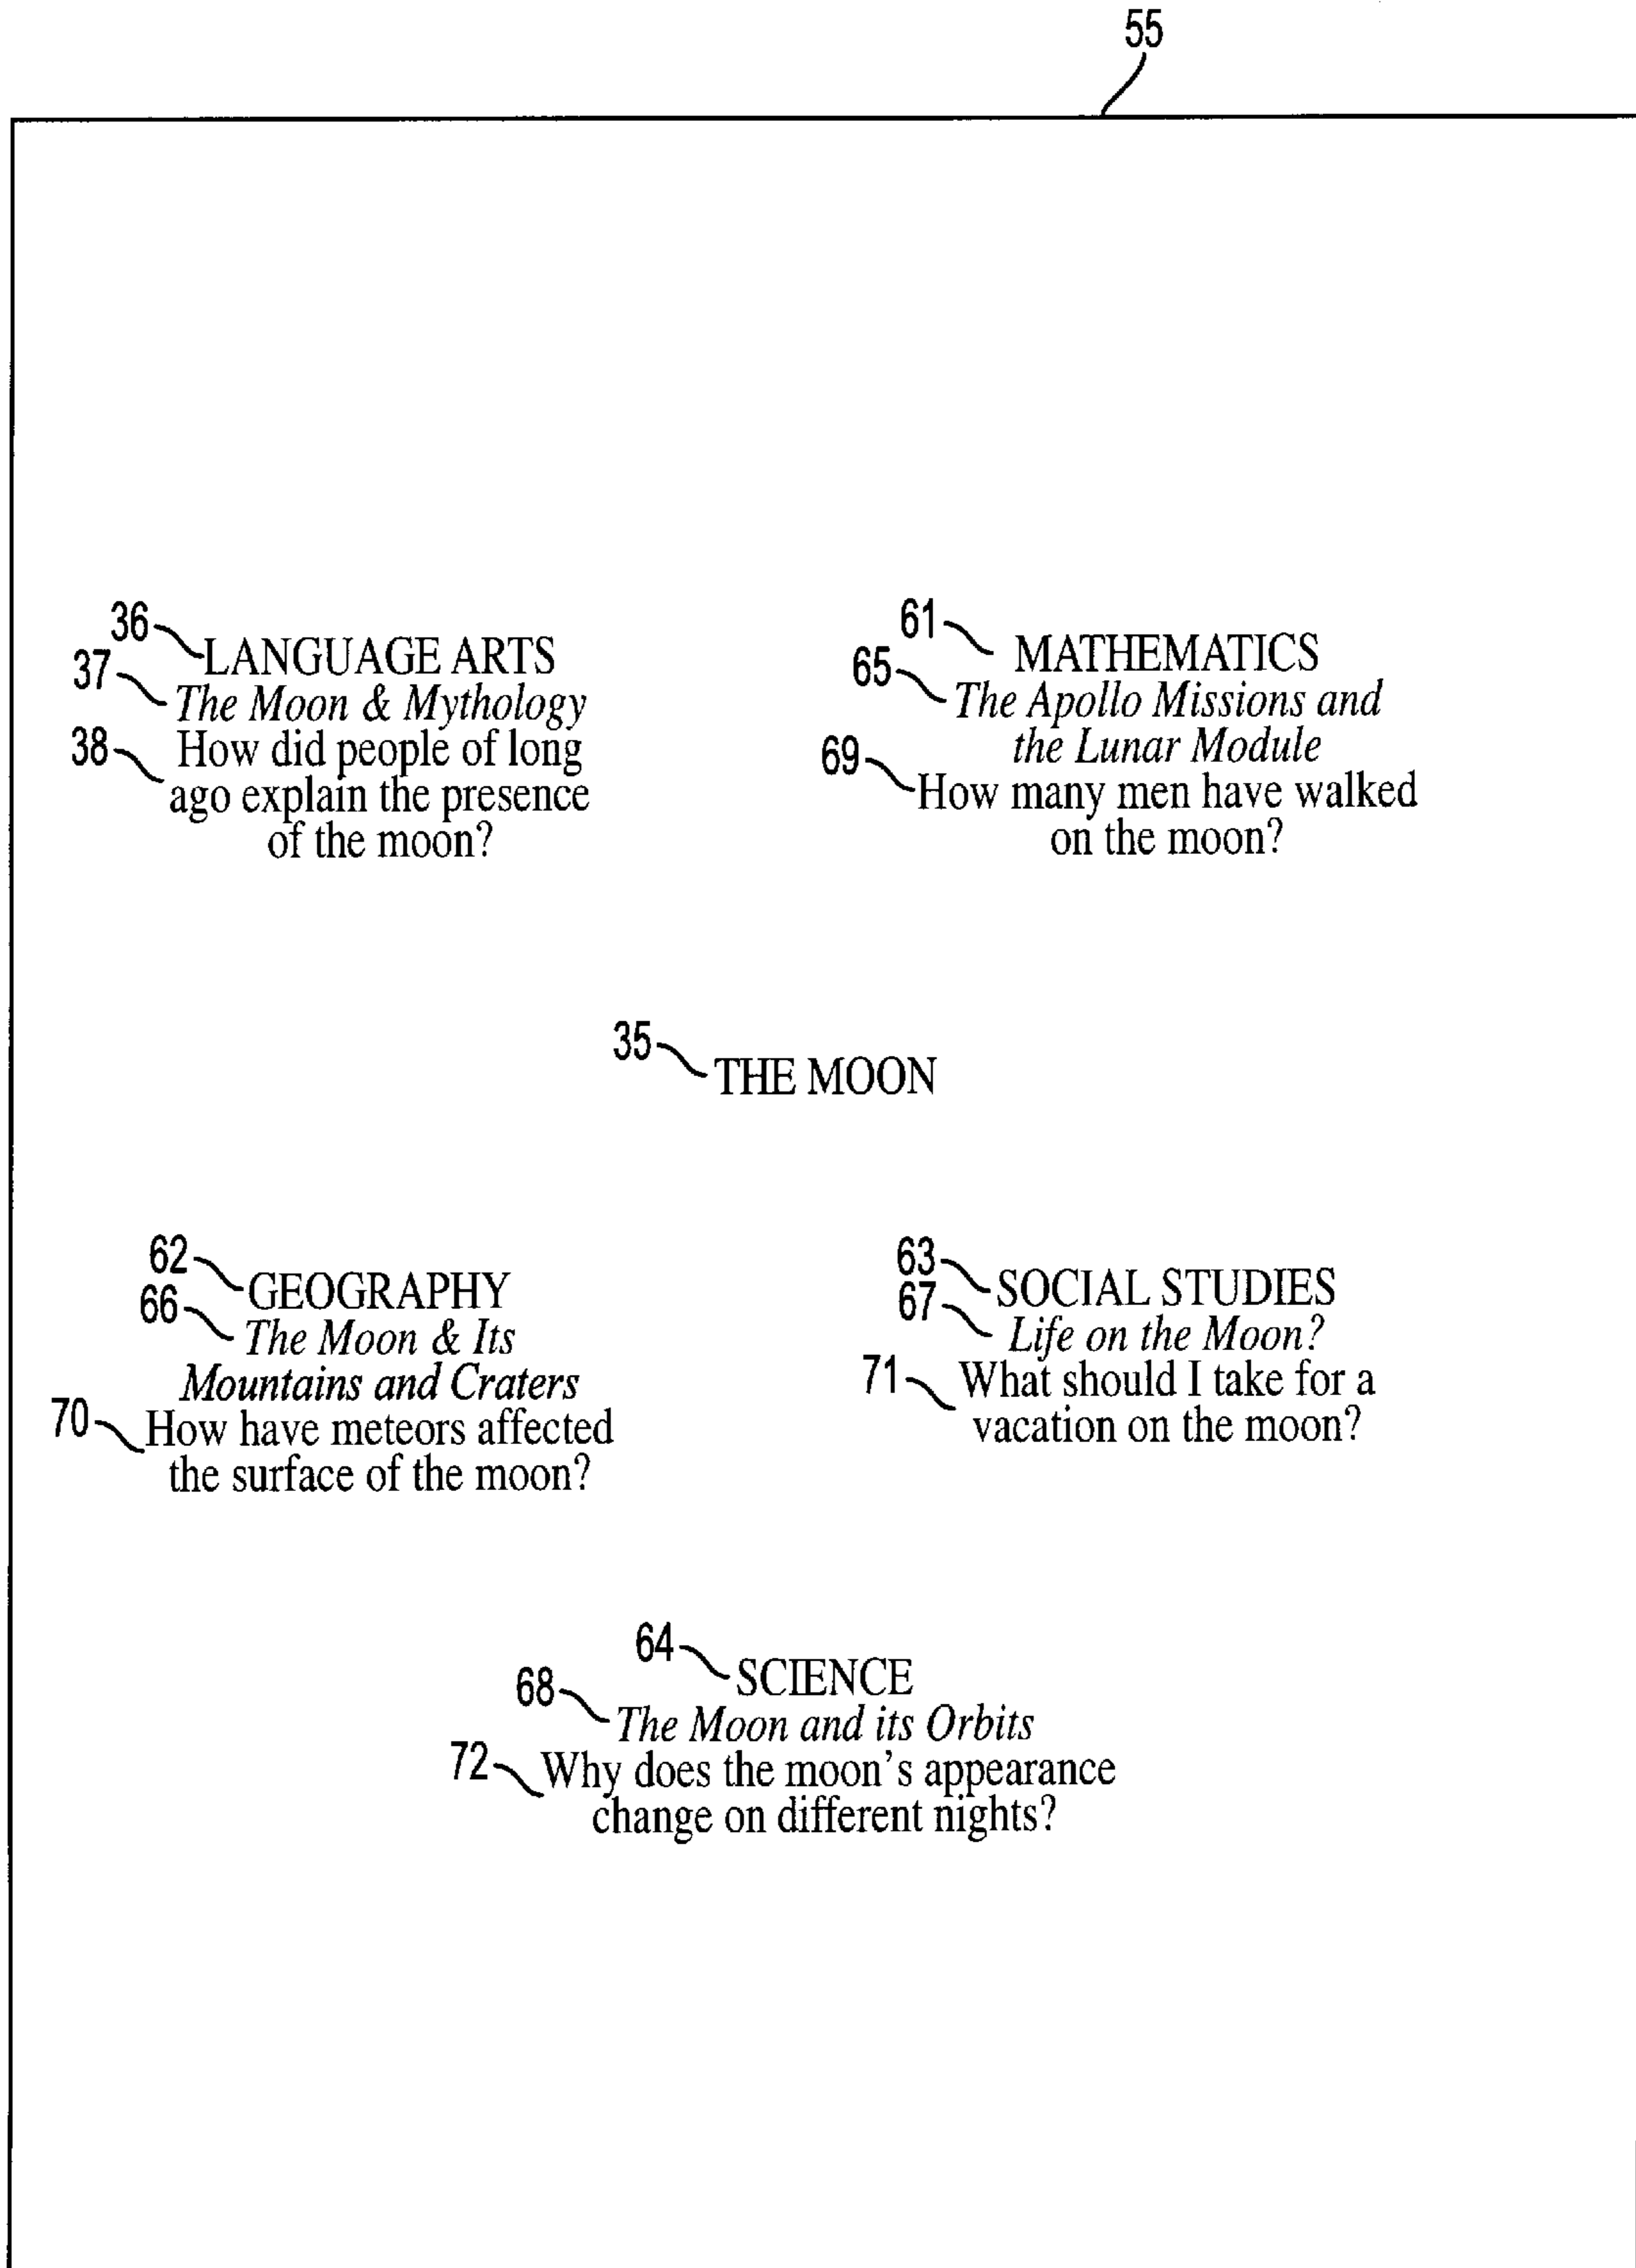 55
36 LANGUAGE ARTS
37 The Moon & Mythology
38 How did people of long
ago explain the presence
of the moon?
61 MATHEMATICS
65 The Apollo Missions and
the Lunar Module
69 How many men have walked
on the moon?
35 THE MOON
62 GEOGRAPHY
66 The Moon & Its
Mountains and Craters
70 How have meteors affected
the surface of the moon?
63 SOCIAL STUDIES
67 Life on the Moon?
71 What should I take for a
vacation on the moon?
64 SCIENCE
68 The Moon and its Orbits
72 Why does the moon's appearance
change on different nights?